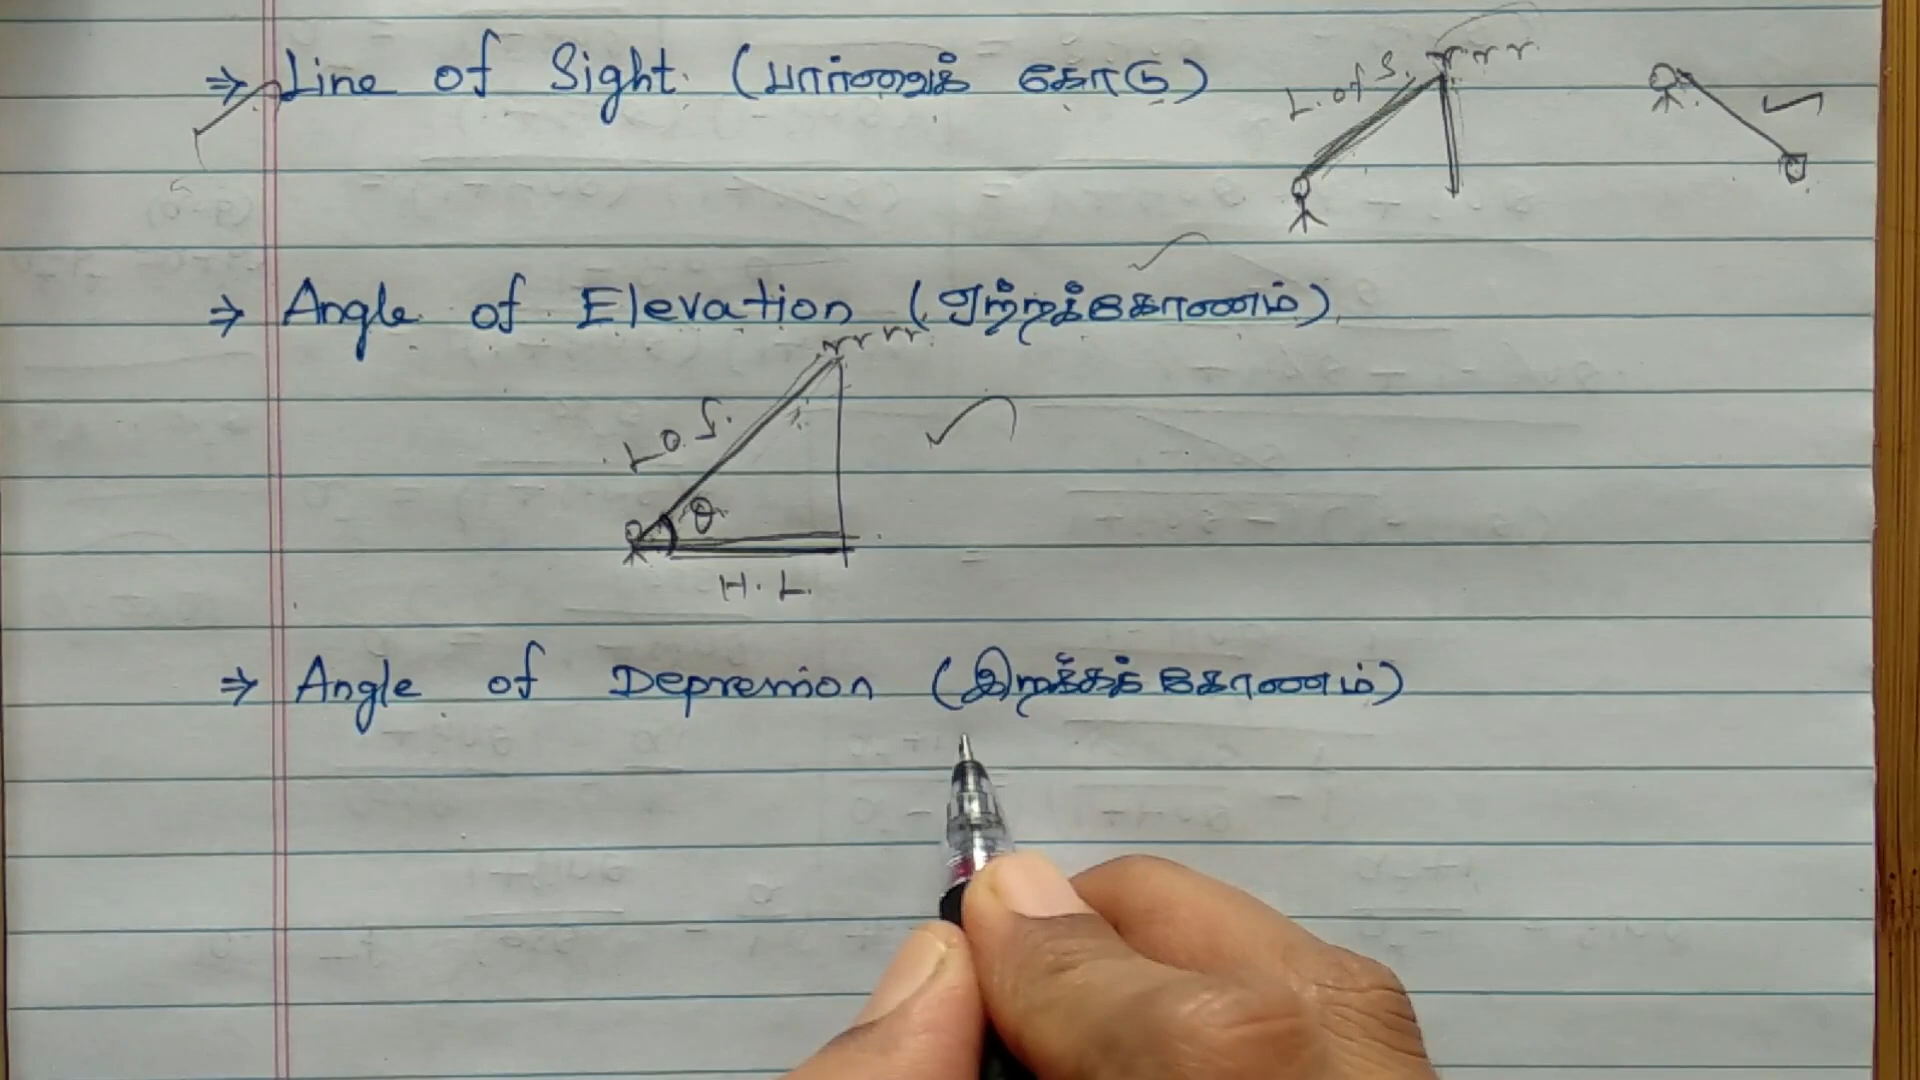 ⇒ Line of Sight (பார்வைக் கோடு)
L. of S.
⇒ Angle of Elevation (ஏற்றக்கோணம்)
L o S.
θ
H. L.
⇒ Angle of Depression (இறக்கக் கோணம்)